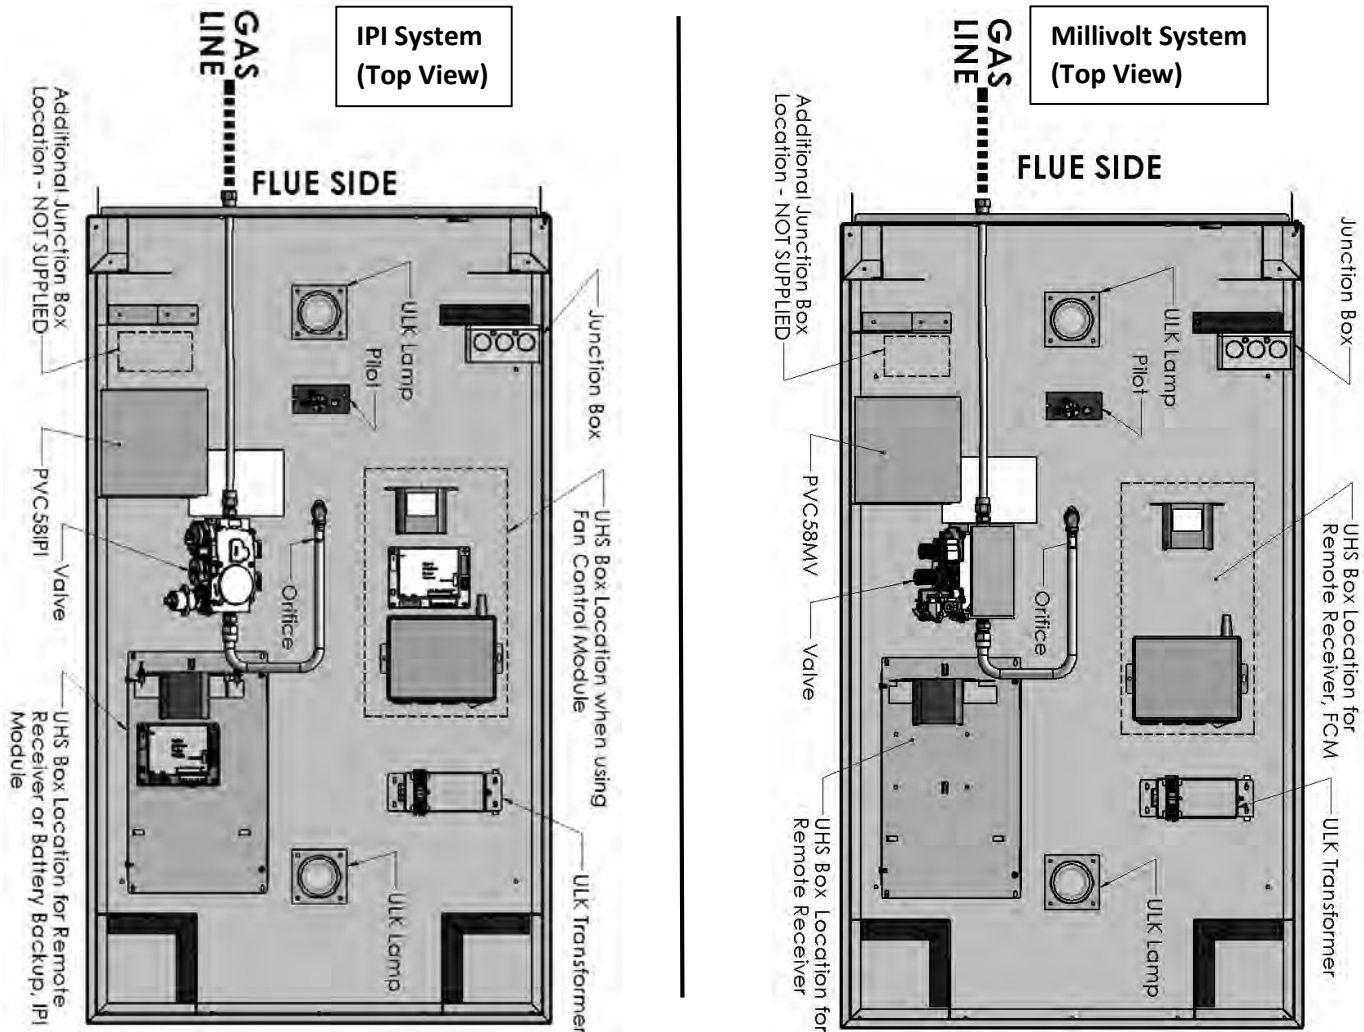 IPI System
(Top View)
GAS
LINE
FLUE SIDE
Additional Junction Box
Location - NOT SUPPLIED
ULK Lamp
Pilot
Junction Box
PVC58IPI
Valve
Orifice
UHS Box Location when using
Fan Control Module
UHS Box Location for Remote
Receiver or Battery Backup, IPI
Module
ULK Lamp
ULK Transformer
Millivolt System
(Top View)
GAS
LINE
FLUE SIDE
Additional Junction Box
Location - NOT SUPPLIED
ULK Lamp
Pilot
Junction Box
PVC58MV
Valve
Orifice
UHS Box Location for
Remote Receiver, FCM
UHS Box Location for
Remote Receiver
ULK Lamp
ULK Transformer